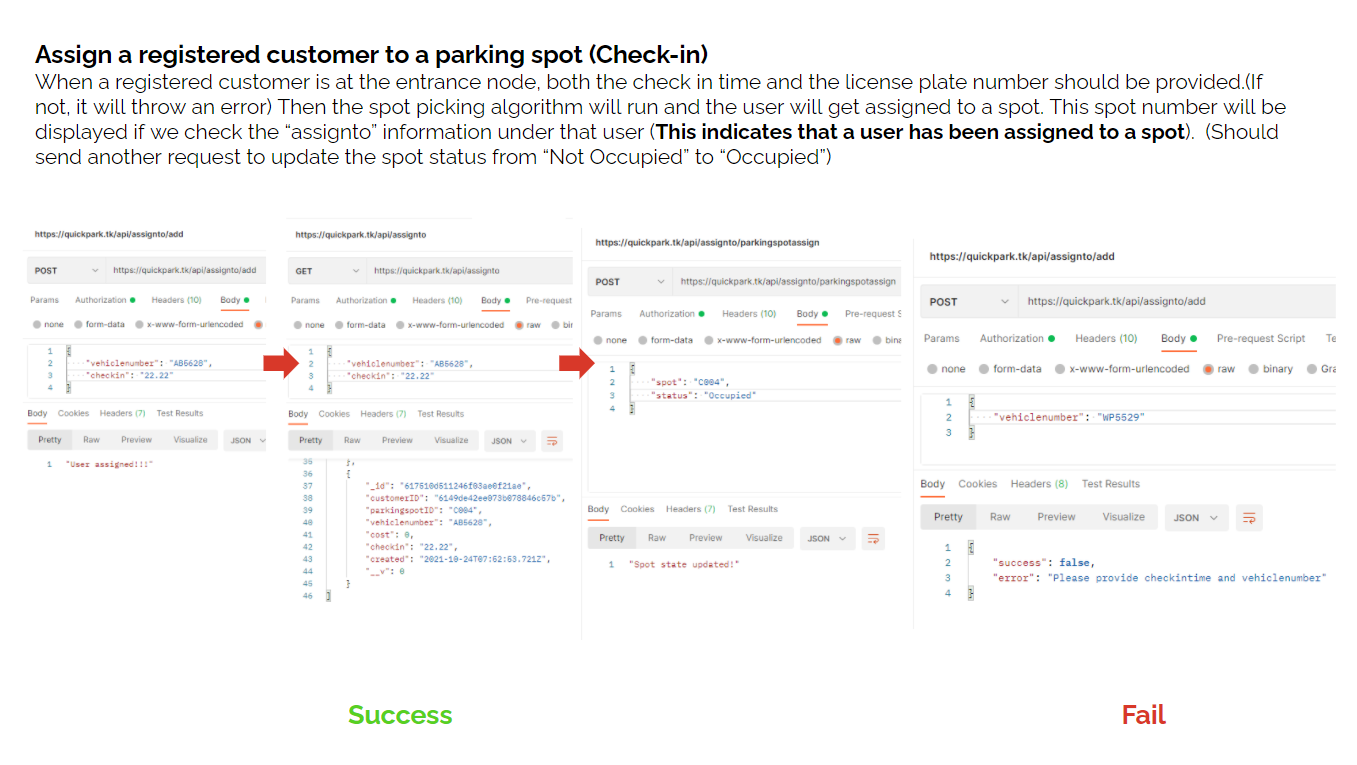 Assign a registered customer to a parking spot (Check-in)
When a registered customer is at the entrance node, both the check in time and the license plate number should be provided.(If
not, it will throw an error) Then the spot picking algorithm will run and the user will get assigned to a spot. This spot number will be
displayed if we check the “assignto” information under that user (This indicates that a user has been assigned to a spot).  (Should
send another request to update the spot status from “Not Occupied” to “Occupied”)
https://quickpark.tk/api/assignto/add
POST https://quickpark.tk/api/assignto/add
Params Authorization Headers (10) Body
none form-data x-www-form-urlencoded
1 {
2 "vehiclenumber": "AB5628",
3 "checkin": "22.22"
4 }
Body Cookies Headers (7) Test Results
Pretty Raw Preview Visualize JSON
1 "User assigned!!!"
https://quickpark.tk/api/assignto
GET https://quickpark.tk/api/assignto
Params Authorization Headers (10) Body Pre-request
none form-data x-www-form-urlencoded raw bir
1 {
2 "vehiclenumber": "AB5628",
3 "checkin": "22.22"
4 }
Body Cookies Headers (7) Test Results
Pretty Raw Preview Visualize JSON
35 },
36 {
37 "_id": "617510d511246f03ae0f21ae",
38 "customerID": "6149de42ee073b078846c57b",
39 "parkingspotID": "C004",
40 "vehiclenumber": "AB5628",
41 "cost": 0,
42 "checkin": "22.22",
43 "created": "2021-10-24T07:52:53.721Z",
44 "__v": 0
45 }
46 ]
https://quickpark.tk/api/assignto/parkingspotassign
POST https://quickpark.tk/api/assignto/parkingspotassign
Params Authorization Headers (10) Body Pre-request S
none form-data x-www-form-urlencoded raw bina
1 {
2 "spot": "C004",
3 "status": "Occupied"
4 }
Body Cookies Headers (7) Test Results
Pretty Raw Preview Visualize JSON
1 "Spot state updated!"
https://quickpark.tk/api/assignto/add
POST https://quickpark.tk/api/assignto/add
Params Authorization Headers (10) Body Pre-request Script Te
none form-data x-www-form-urlencoded raw binary Gra
1 {
2 "vehiclenumber": "WP5529"
3 }
Body Cookies Headers (8) Test Results
Pretty Raw Preview Visualize JSON
1 {
2 "success": false,
3 "error": "Please provide checkintime and vehiclenumber"
4 }
Success
Fail